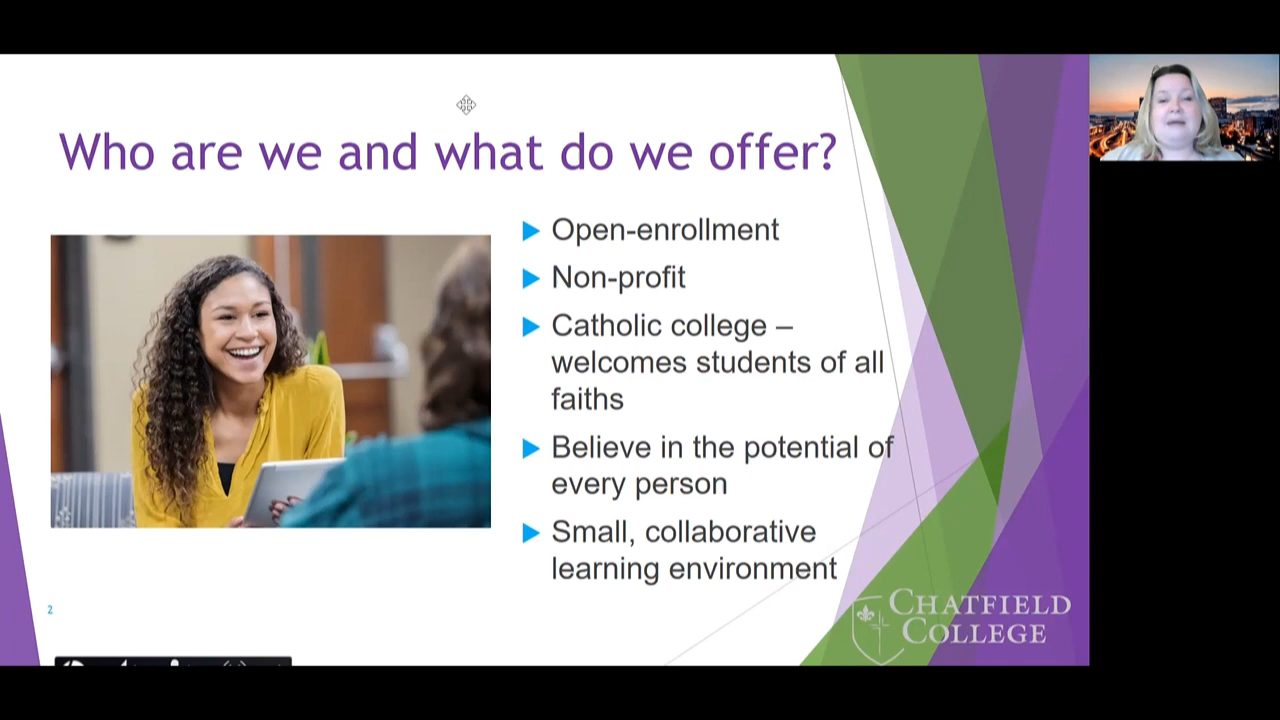 Who are we and what do we offer?
Open-enrollment
Non-profit
Catholic college –
welcomes students of all
faiths
Believe in the potential of
every person
Small, collaborative
learning environment
2
CHATFIELD
COLLEGE